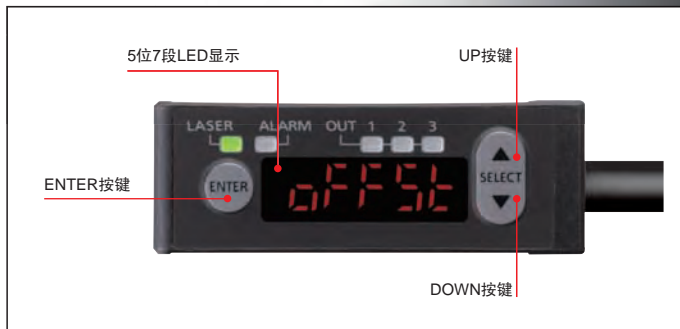 5位7段LED显示
UP按键
LASER ALARM OUT 1 2 3
ENTER按键
ENTER
oFFSt
SELECT
DOWN按键